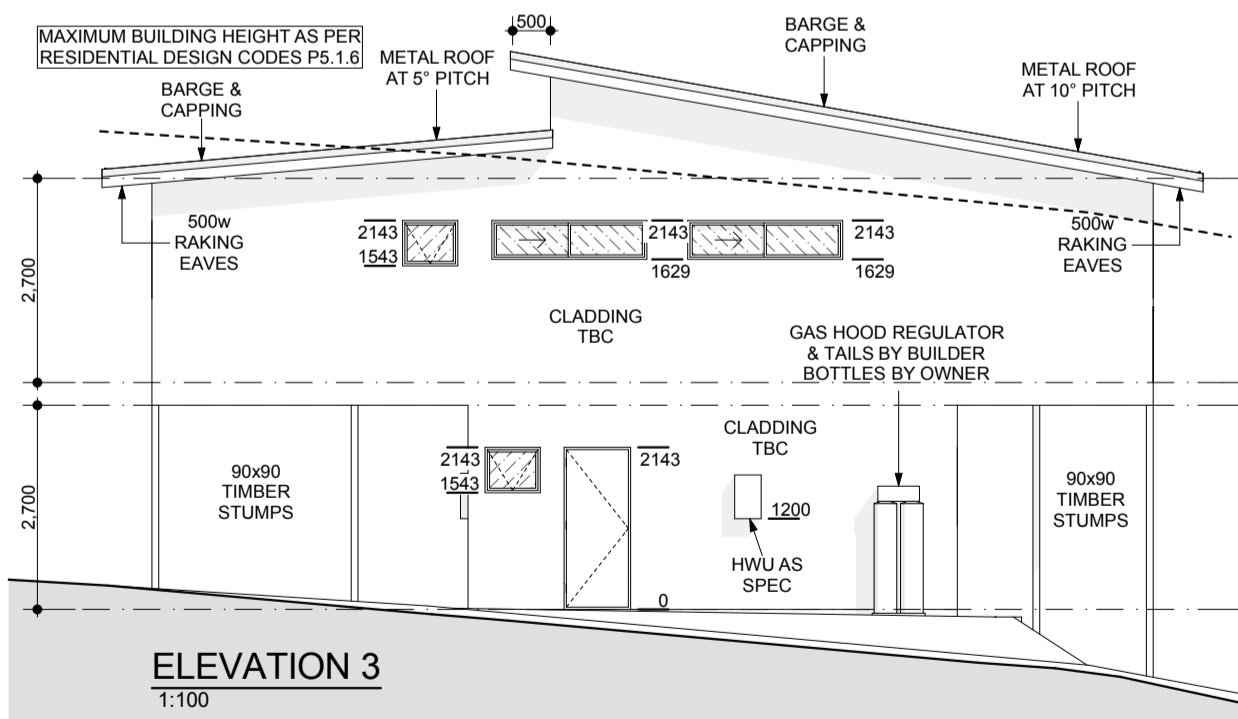 500
BARGE &
CAPPING
MAXIMUM BUILDING HEIGHT AS PER
RESIDENTIAL DESIGN CODES P5.1.6
METAL ROOF
AT 5° PITCH
METAL ROOF
AT 10° PITCH
BARGE &
CAPPING
500w
RAKING
EAVES
2143
1543
2143
1629
2143
1629
500w
RAKING
EAVES
2,700
CLADDING
TBC
GAS HOOD REGULATOR
& TAILS BY BUILDER
BOTTLES BY OWNER
2,700
90x90
TIMBER
STUMPS
2143
1543
2143
CLADDING
TBC
1200
90x90
TIMBER
STUMPS
HWU AS
SPEC
0
ELEVATION 3
1:100